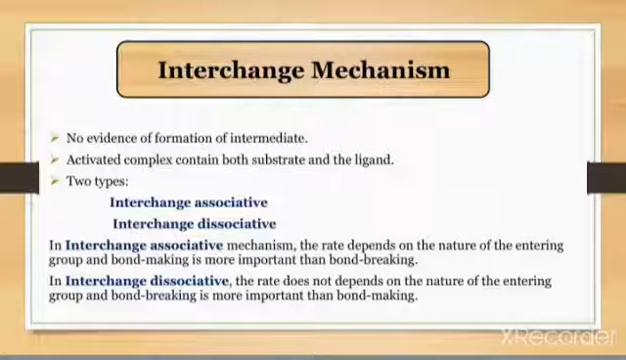 Interchange Mechanism
No evidence of formation of intermediate.
Activated complex contain both substrate and the ligand.
Two types:
Interchange associative
Interchange dissociative
In Interchange associative mechanism, the rate depends on the nature of the entering
group and bond-making is more important than bond-breaking.
In Interchange dissociative, the rate does not depends on the nature of the entering
group and bond-breaking is more important than bond-making.
XRecorder